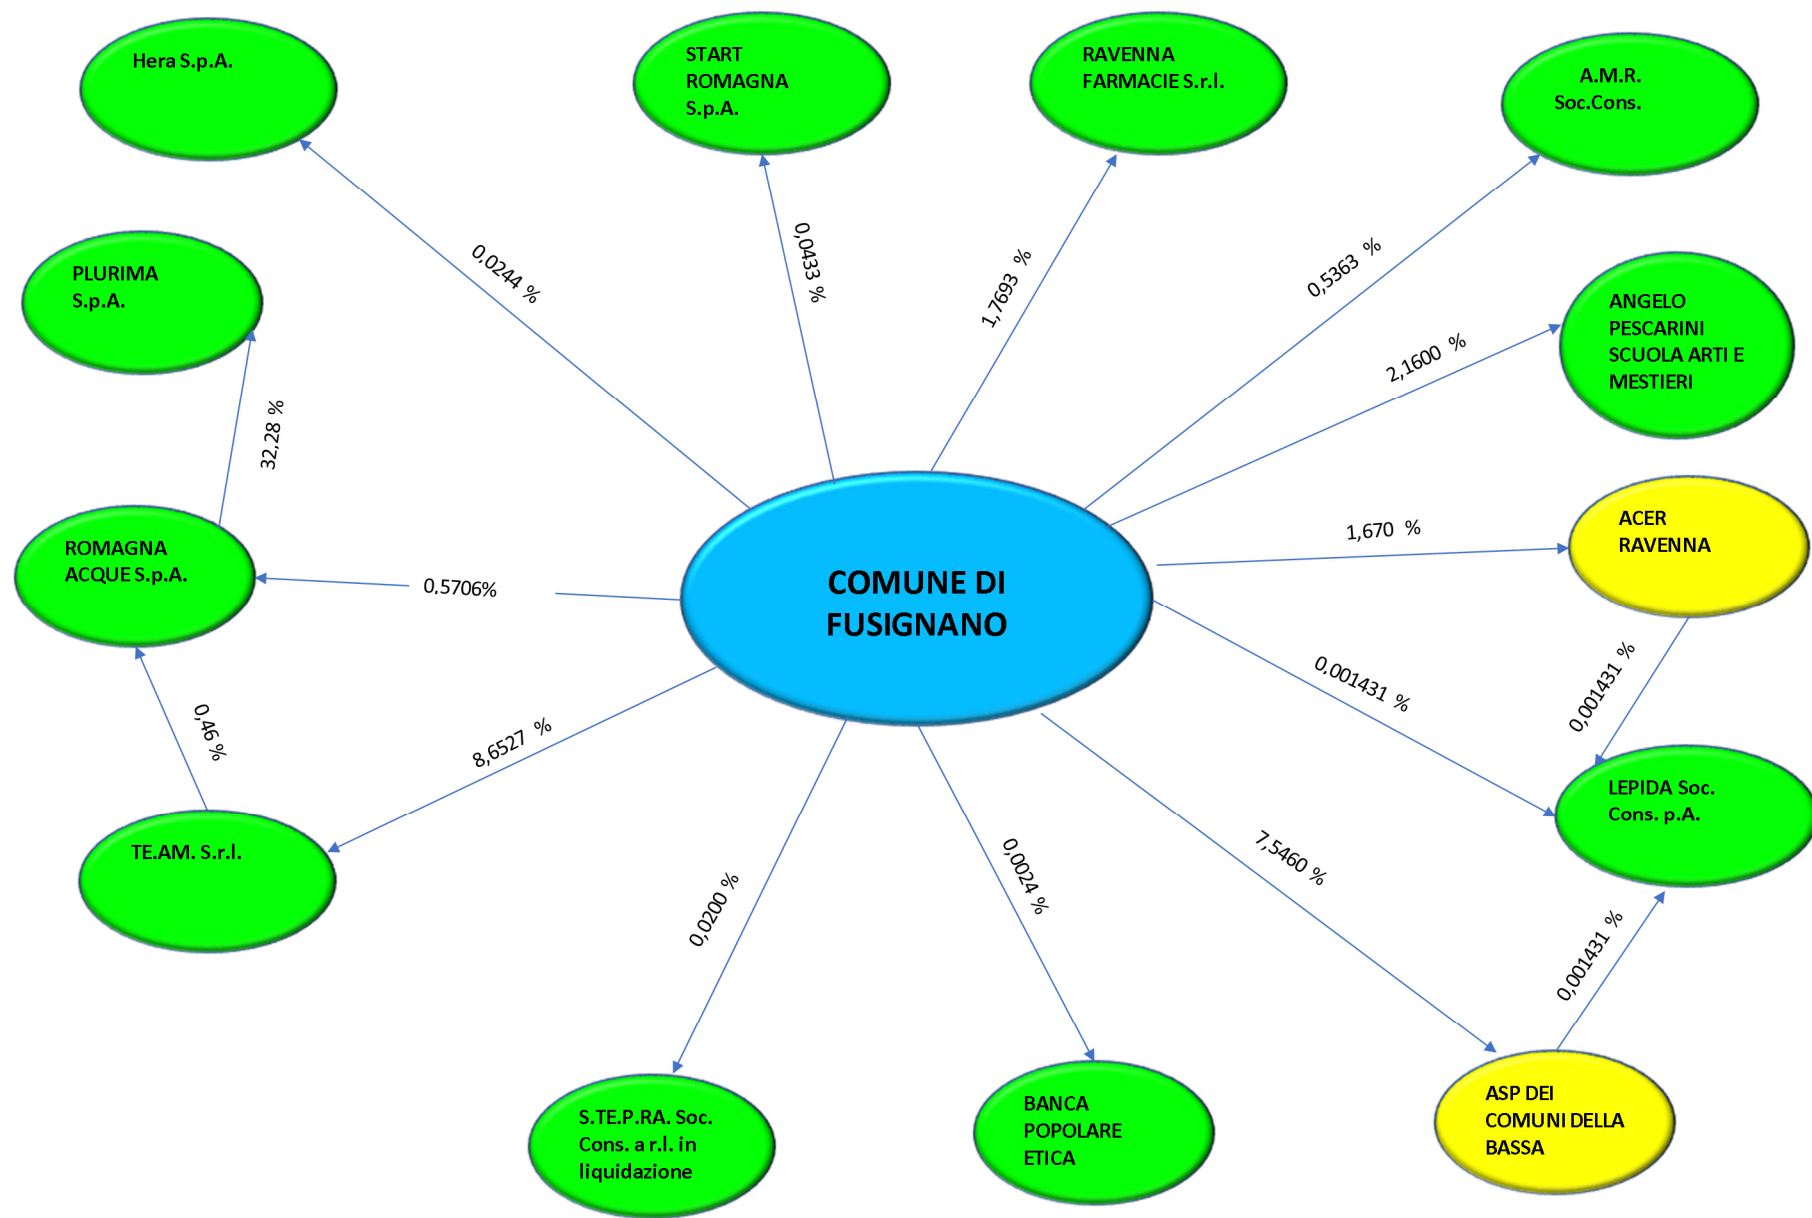 Hera S.p.A.
START
ROMAGNA
S.p.A.
RAVENNA
FARMACIE S.r.l.
A.M.R.
Soc.Cons.
0,0244 %
0,0433 %
1,7693 %
0,5363 %
PLURIMA
S.p.A.
ANGELO
PESCARINI
SCUOLA ARTI E
MESTIERI
2,1600 %
32,28 %
ROMAGNA
ACQUE S.p.A.
0,5706%
COMUNE DI
FUSIGNANO
1,670 %
ACER
RAVENNA
0,001431 %
0,001431 %
0,46 %
8,6527 %
TE.AM. S.r.l.
LEPIDA Soc.
Cons. p.A.
0,0200 %
0,0024 %
7,5460 %
0,001431 %
S.TE.P.RA. Soc.
Cons. a r.l. in
liquidazione
BANCA
POPOLARE
ETICA
ASP DEI
COMUNI DELLA
BASSA